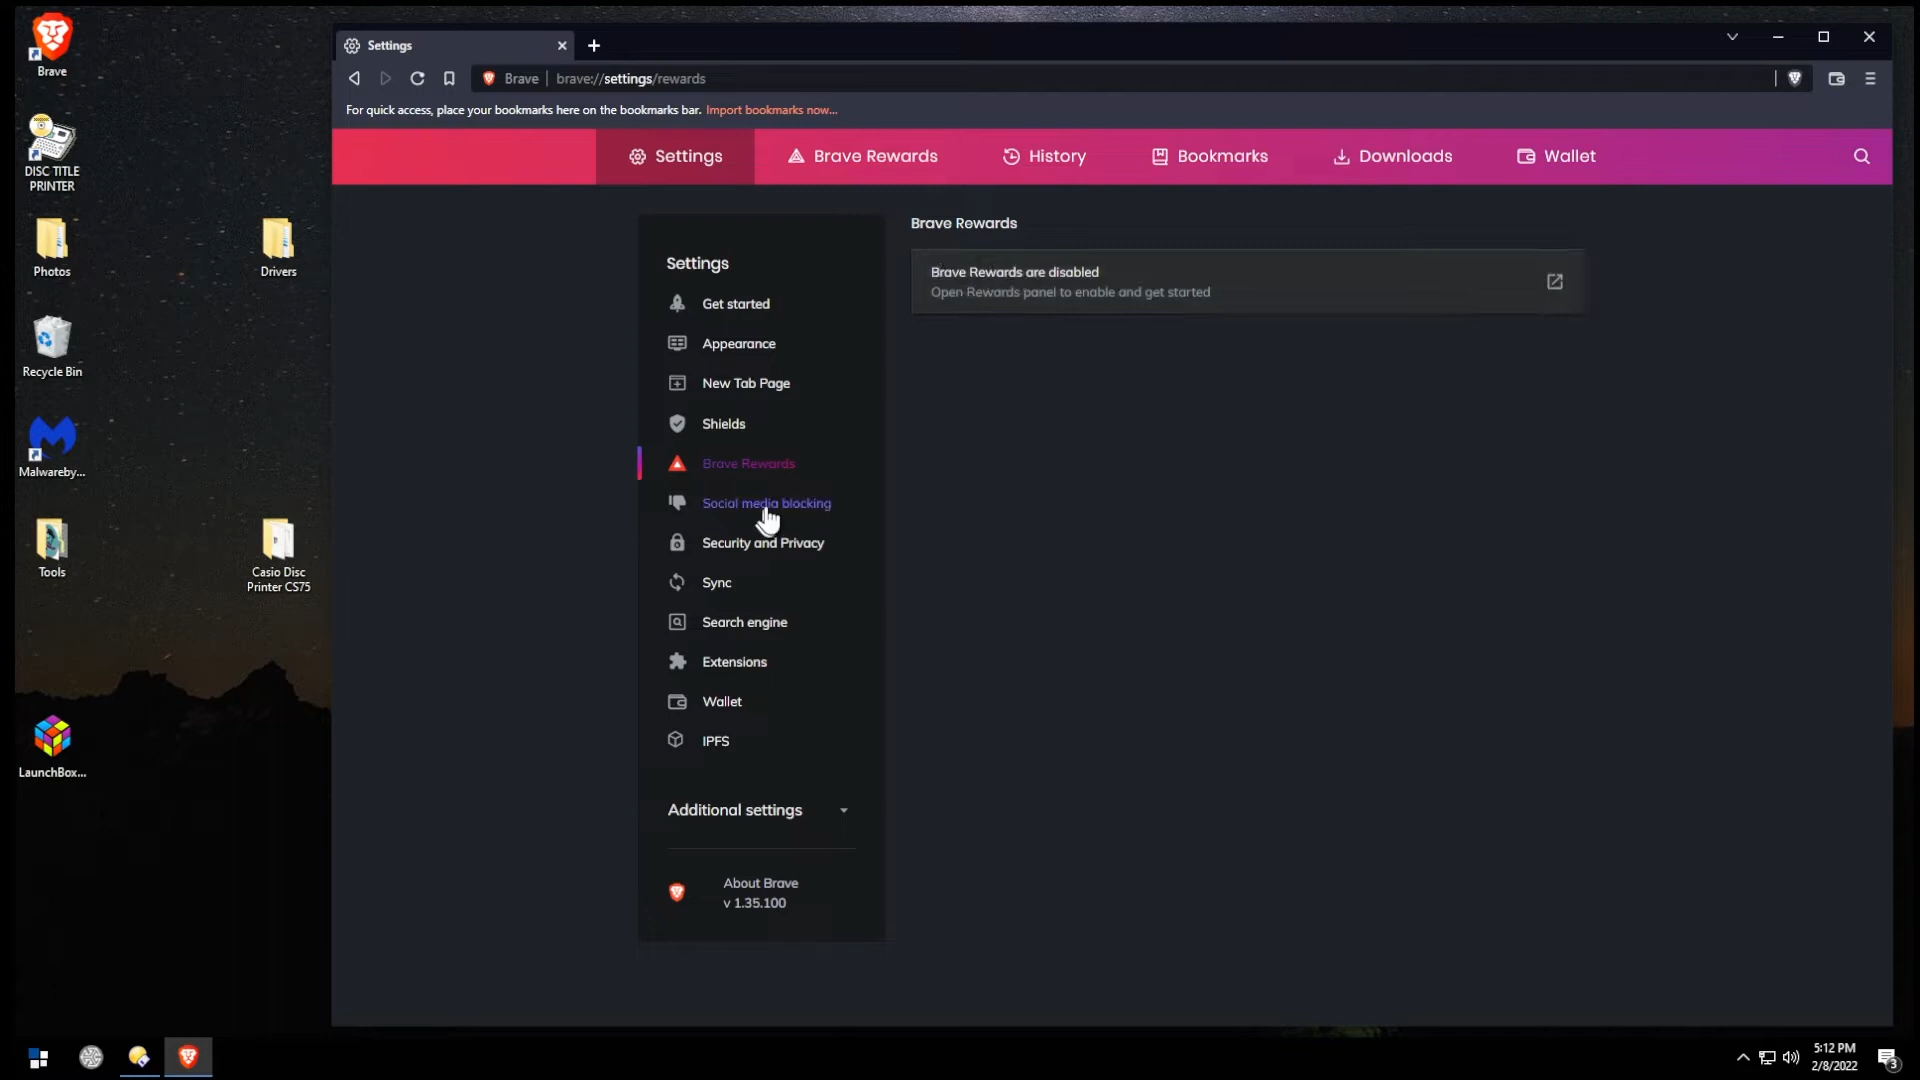 Brave
DISC TITLE
PRINTER
Photos
Drivers
Recycle Bin
Malwareby...
Tools
Casio Disc
Printer CS75
LaunchBox...
Settings
Brave
brave://settings/rewards
For quick access, place your bookmarks here on the bookmarks bar. Import bookmarks now...
Settings
Brave Rewards
History
Bookmarks
Downloads
Wallet
Settings
Get started
Appearance
New Tab Page
Shields
Brave Rewards
Social media blocking
Security and Privacy
Sync
Search engine
Extensions
Wallet
IPFS
Additional settings
About Brave
v 1.35.100
Brave Rewards
Brave Rewards are disabled
Open Rewards panel to enable and get started
5:12 PM
2/8/2022
3